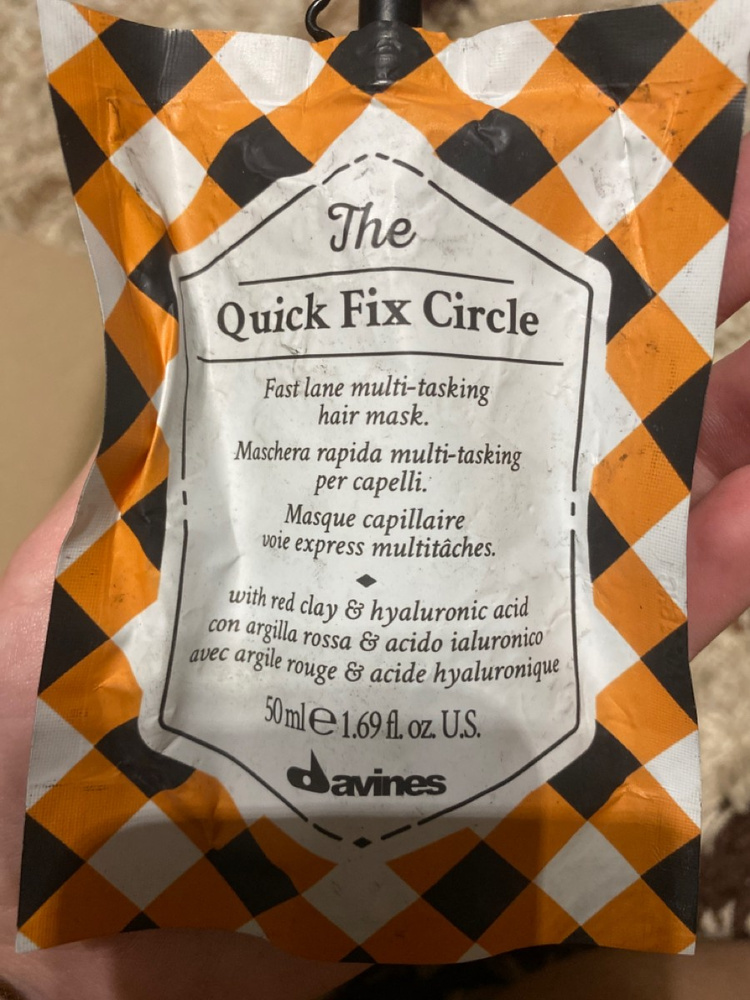 The
Quick Fix Circle
Fast lane multi-tasking
hair mask.
Maschera rapida multi-tasking
per capelli.
Masque capillaire
voie express multitâches.
with red clay & hyaluronic acid
con argilla rossa & acido ialuronico
avec argile rouge & acide hyaluronique
50 ml ℮ 1.69 fl. oz. U.S.
davines